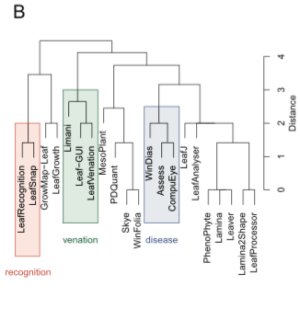 B
LeafRecognition
LeafSnap
GrowMap-Leaf
LeafGrowth
Limani
Leaf-GUI
LeafVenation
MesoPlant
PDQuant
Skye
WinFolia
WinDias
Assess
CompuEye
LeafJ
LeafAnalyser
PhenoPhyte
Lamina
Leaver
Lamina2Shape
LeafProcessor
recognition
venation
disease
4
3
2
1
0
Distance